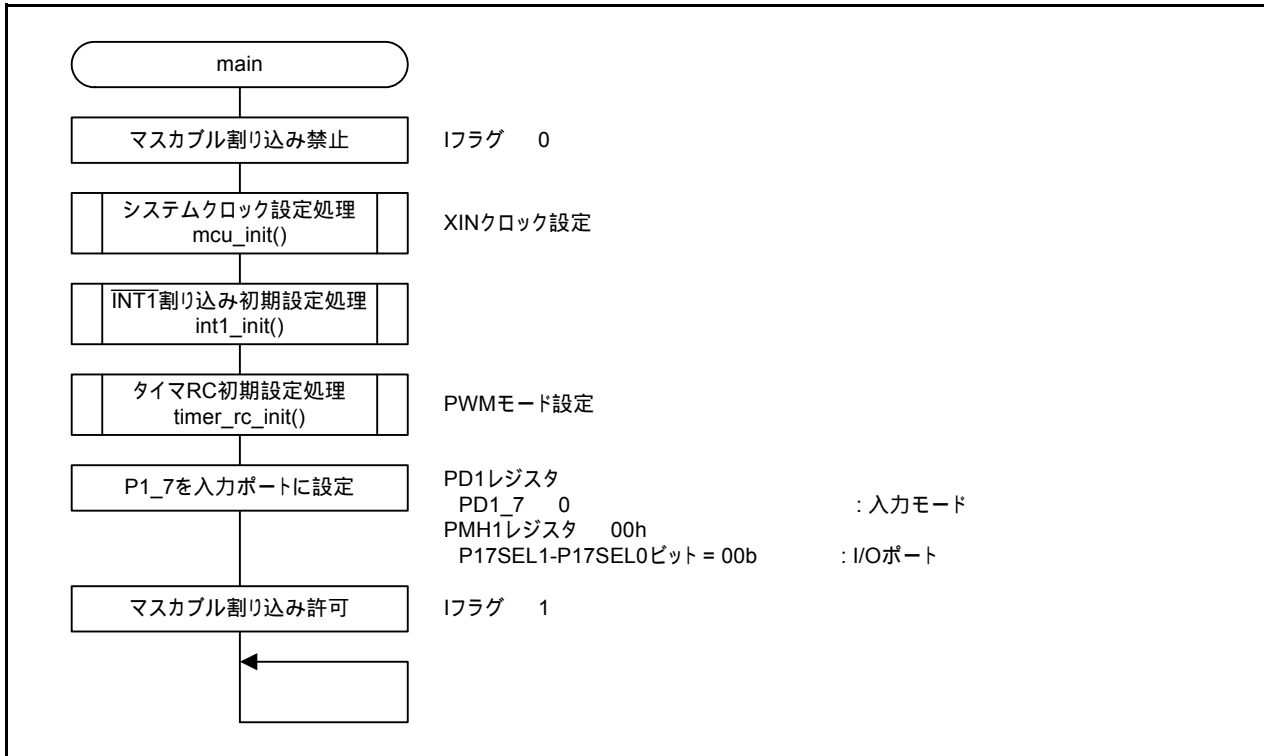 main
マスカブル割り込み禁止 Iフラグ 0
システムクロック設定処理
mcu_init()
XINクロック設定
INT1割り込み初期設定処理
int1_init()
タイマRC初期設定処理
timer_rc_init()
PWMモード設定
P1_7を入力ポートに設定
PD1レジスタ
PD1_7 0 : 入力モード
PMH1レジスタ 00h
P17SEL1-P17SEL0ビット = 00b : I/Oポート
マスカブル割り込み許可 Iフラグ 1